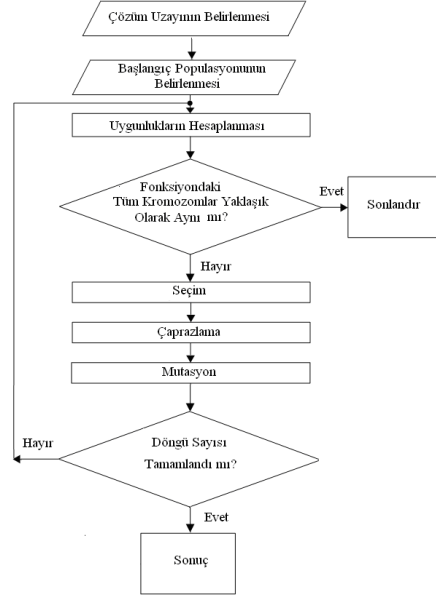 Çözüm Uzayının Belirlenmesi
Başlangıç Populasyonunun
Belirlenmesi
Uygunlukların Hesaplanması
Fonksiyondaki
Tüm Kromozomlar Yaklaşık
Olarak Aynı mı?
Evet
Sonlandır
Hayır
Seçim
Çaprazlama
Mutasyon
Döngü Sayısı
Tamamlandı mı?
Hayır
Evet
Sonuç